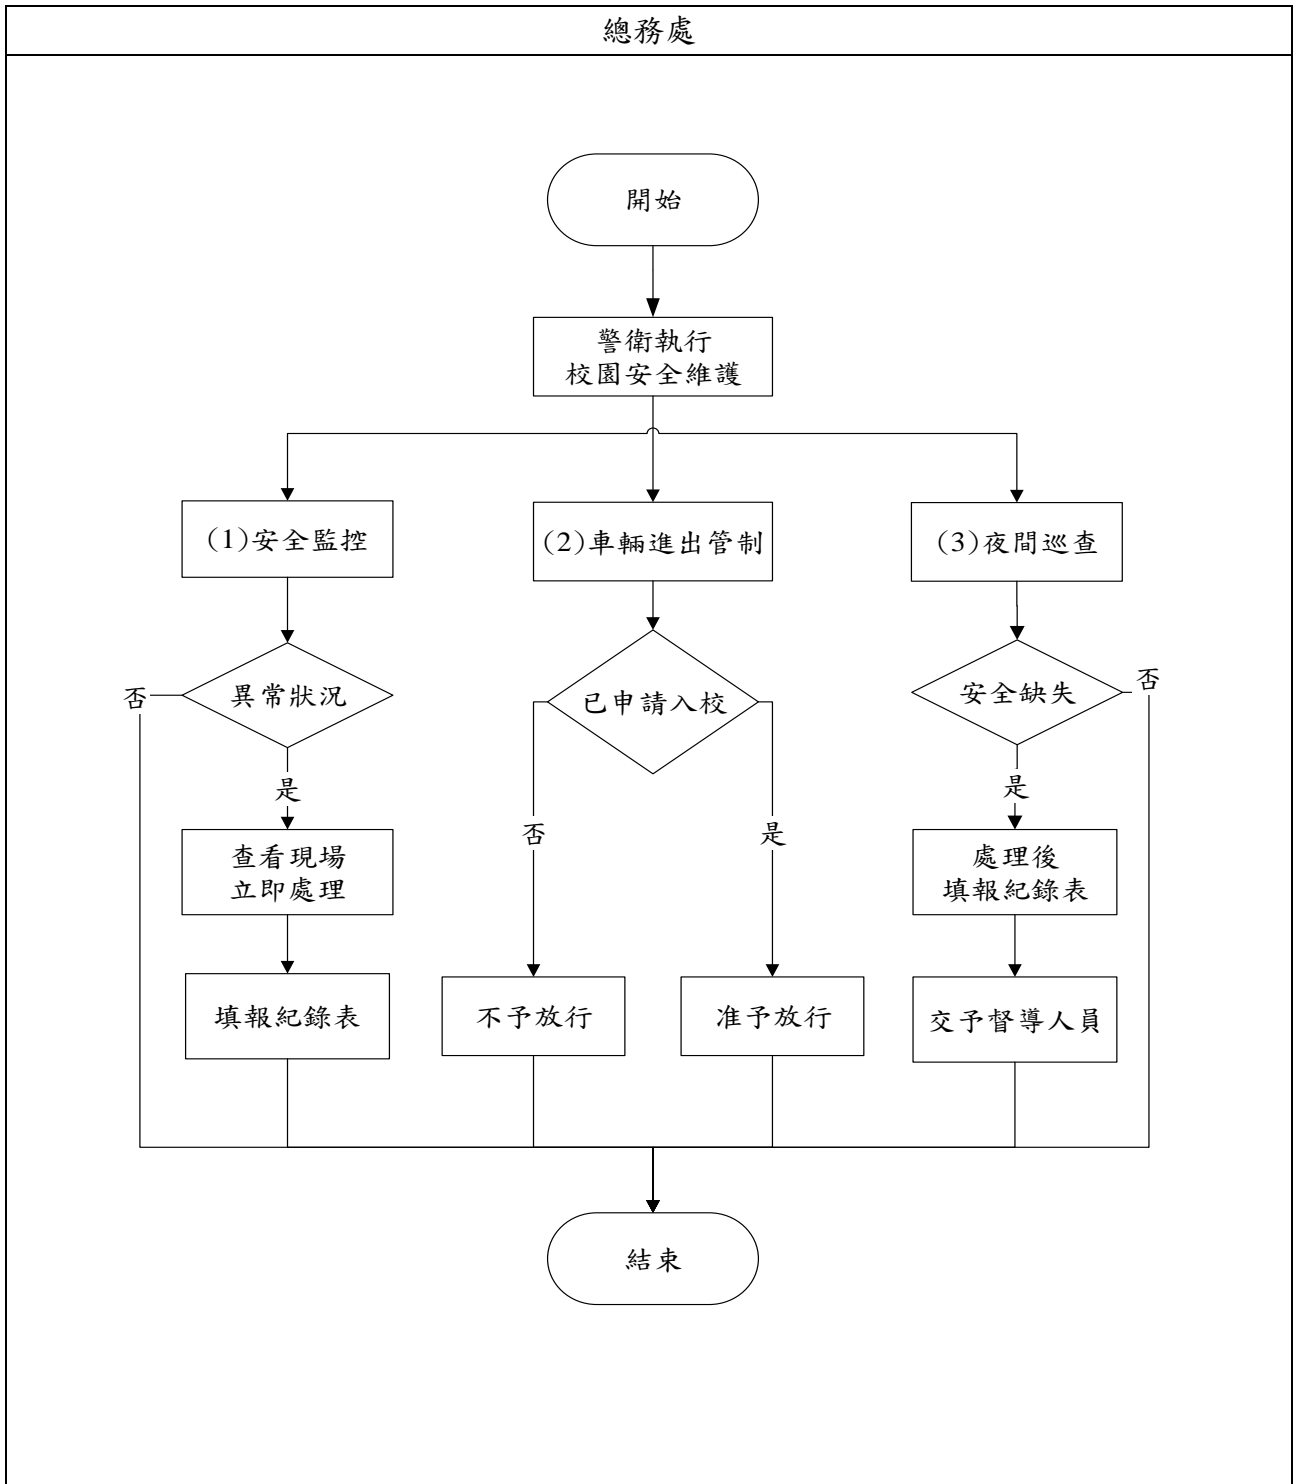 總務處
開始
警衛執行
校園安全維護
(1)安全監控
(2)車輛進出管制
(3)夜間巡查
否
異常狀況
已申請入校
安全缺失
否
是
否
是
是
查看現場
立即處理
處理後
填報紀錄表
填報紀錄表
不予放行
准予放行
交予督導人員
結束